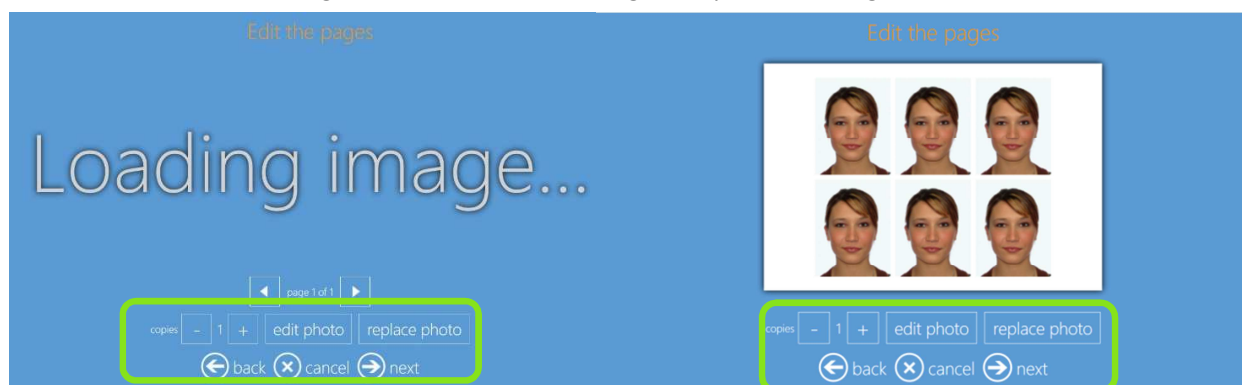 Edit the pages
Loading image...
page 1 of 1
copies - 1 + edit photo replace photo
back cancel next
Edit the pages
copies - 1 + edit photo replace photo
back cancel next